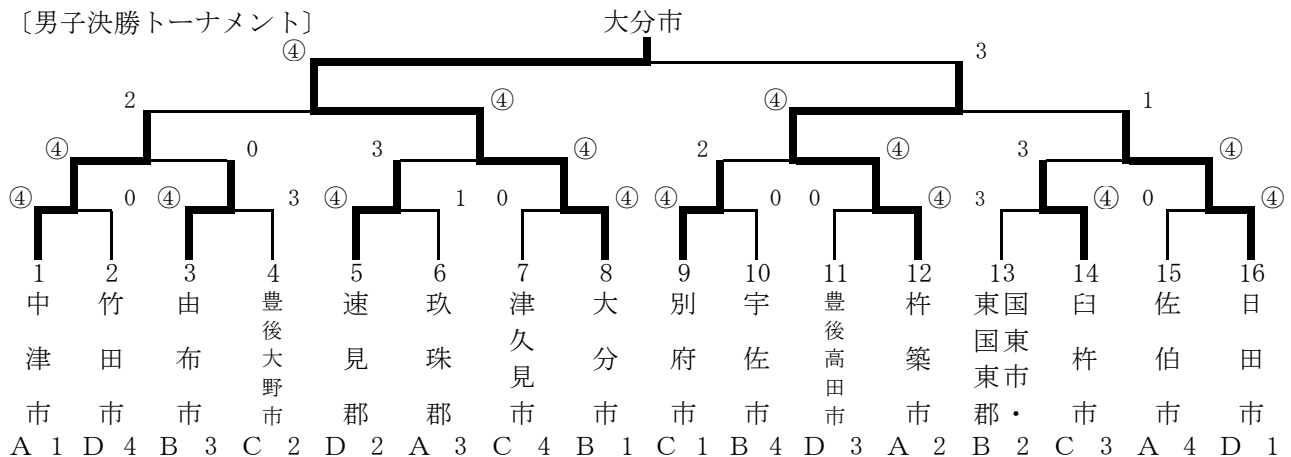 〔男子決勝トーナメント〕 大分市
④ 3
2 ④ ④ 1
④ 0 3 ④ 2 ④ 3 ④
④ 0 ④ 3 ④ 1 0 ④ ④ 0 0 ④ 3 ④ 0 ④
1 2 3 4 5 6 7 8 9 10 11 12 13 14 15 16
中津市
竹田市
由布市
豊後大野市
速見郡
玖珠郡
津久見市
大分市
別府市
宇佐市
豊後高田市
杵築市
国東市・
東国東郡
臼杵市
佐伯市
日田市
A 1 D 4 B 3 C 2 D 2 A 3 C 4 B 1 C 1 B 4 D 3 A 2 B 2 C 3 A 4 D 1